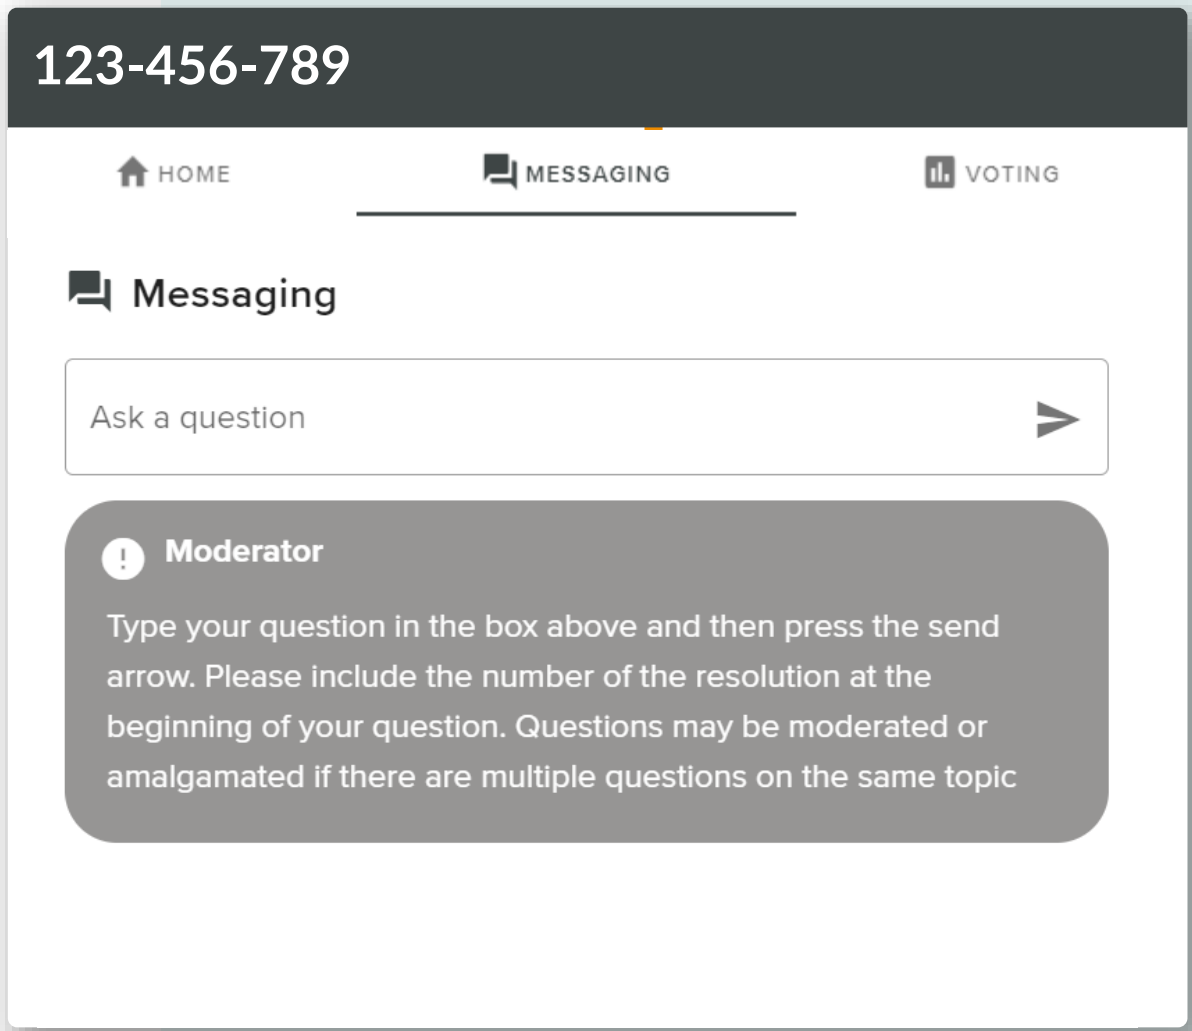 123-456-789
HOME
MESSAGING
VOTING
Messaging
Ask a question
Moderator
Type your question in the box above and then press the send
arrow. Please include the number of the resolution at the
beginning of your question. Questions may be moderated or
amalgamated if there are multiple questions on the same topic